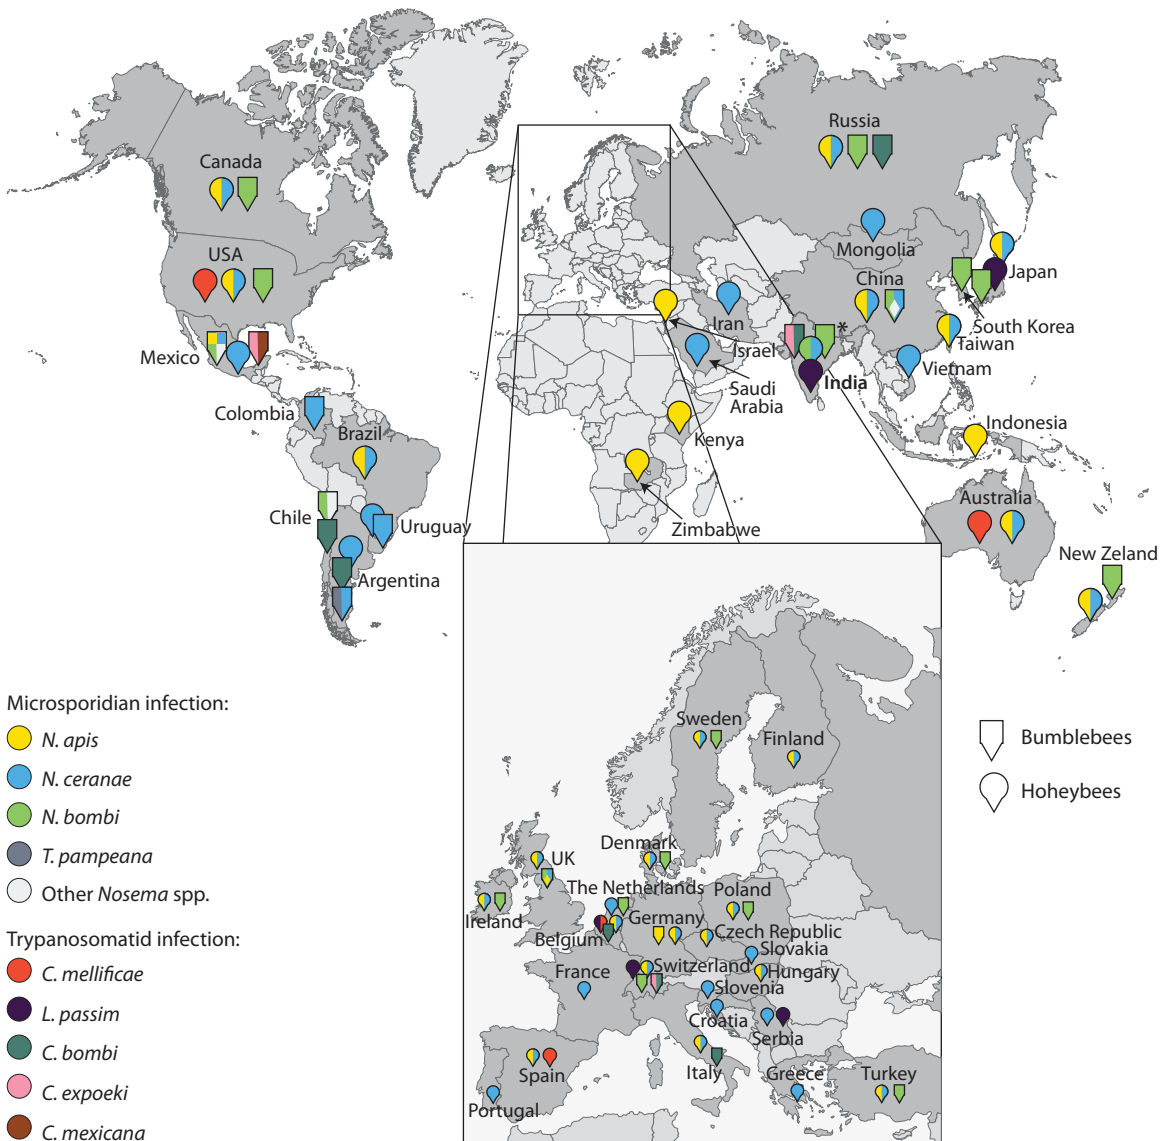 Russia
Canada
USA
Mongolia
Japan
China
South Korea
Taiwan
Iran
Israel
Mexico
*
Saudi
Arabia
India
Vietnam
Colombia
Brazil
Kenya
Indonesia
Chile
Uruguay
Zimbabwe
Australia
Argentina
New Zeland
Microsporidian infection:
N. apis
N. ceranae
N. bombi
T. pampeana
Other Nosema spp.
Trypanosomatid infection:
C. mellificae
L. passim
C. bombi
C. expoeki
C. mexicana
Bumblebees
Hoheybees
Sweden
Finland
Denmark
UK
The Netherlands
Poland
Ireland
Germany
Belgium
Czech Republic
Slovakia
France
Switzerland
Hungary
Slovenia
Croatia
Serbia
Spain
Italy
Greece
Turkey
Portugal